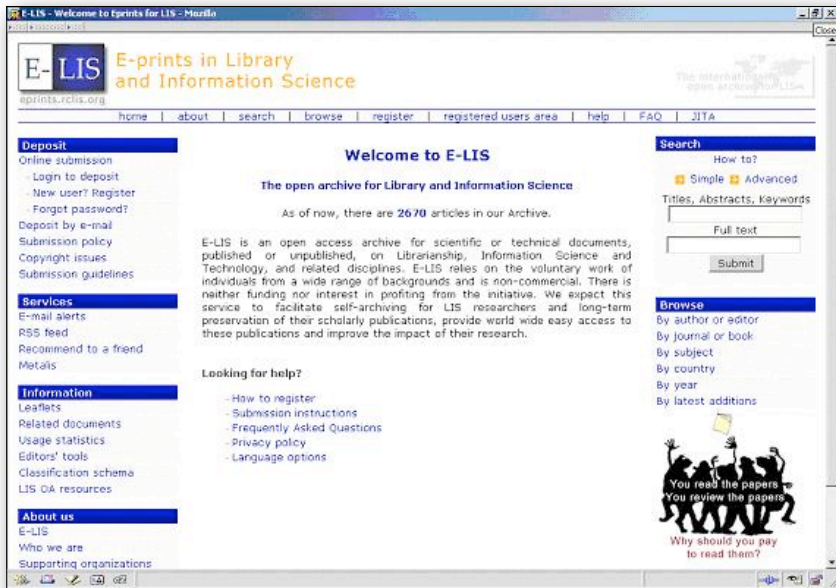 E-LIS - Welcome to Eprints for LIS - Mozilla
Close
E-LIS
E-prints in Library
and Information Science
eprints.rclis.org
The international
open archive on LIS
home | about | search | browse | register | registered users area | help | FAQ | JITA
Deposit
Online submission
- Login to deposit
- New user? Register
- Forgot password?
Deposit by e-mail
Submission policy
Copyright issues
Submission guidelines
Services
E-mail alerts
RSS feed
Recommend to a friend
Metalis
Information
Leaflets
Related documents
Usage statistics
Editors' tools
Classification schema
LIS OA resources
About us
E-LIS
Who we are
Supporting organizations
Welcome to E-LIS
The open archive for Library and Information Science
As of now, there are 2670 articles in our Archive.
E-LIS is an open access archive for scientific or technical documents,
published or unpublished, on Librarianship, Information Science and
Technology, and related disciplines. E-LIS relies on the voluntary work of
individuals from a wide range of backgrounds and is non-commercial. There is
neither funding nor interest in profiting from the initiative. We expect this
service to facilitate self-archiving for LIS researchers and long-term
preservation of their scholarly publications, provide world wide easy access to
these publications and improve the impact of their research.
Looking for help?
- How to register
- Submission instructions
- Frequently Asked Questions
- Privacy policy
- Language options
Search
How to?
Simple Advanced
Titles, Abstracts, Keywords
Full text
Submit
Browse
By author or editor
By journal or book
By subject
By country
By year
By latest additions
You read the papers
You review the papers
Why should you pay
to read them?